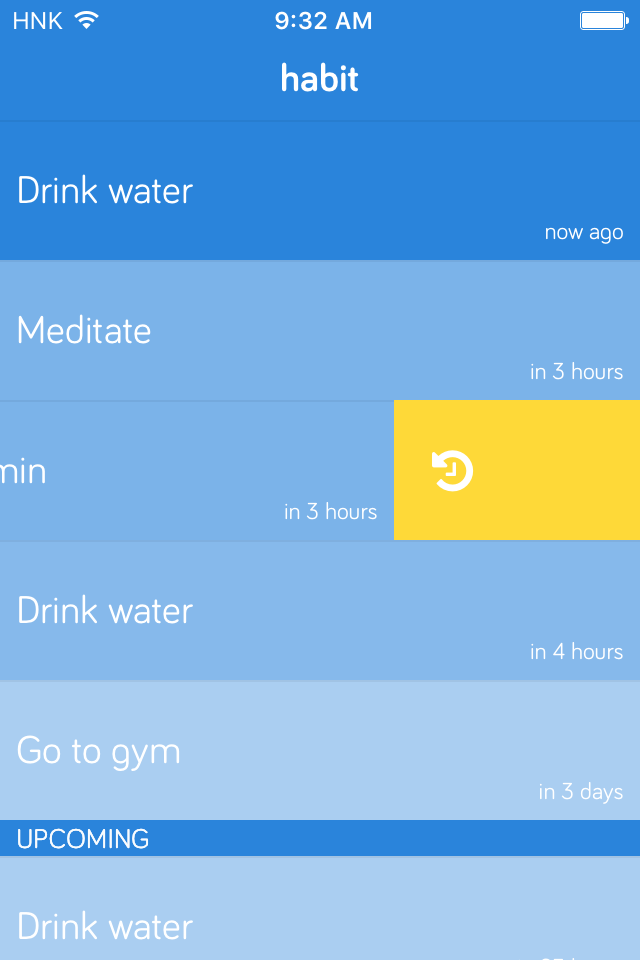 HNK 9:32 AM
habit
Drink water
now ago
Meditate
in 3 hours
min
in 3 hours
Drink water
in 4 hours
Go to gym
in 3 days
UPCOMING
Drink water